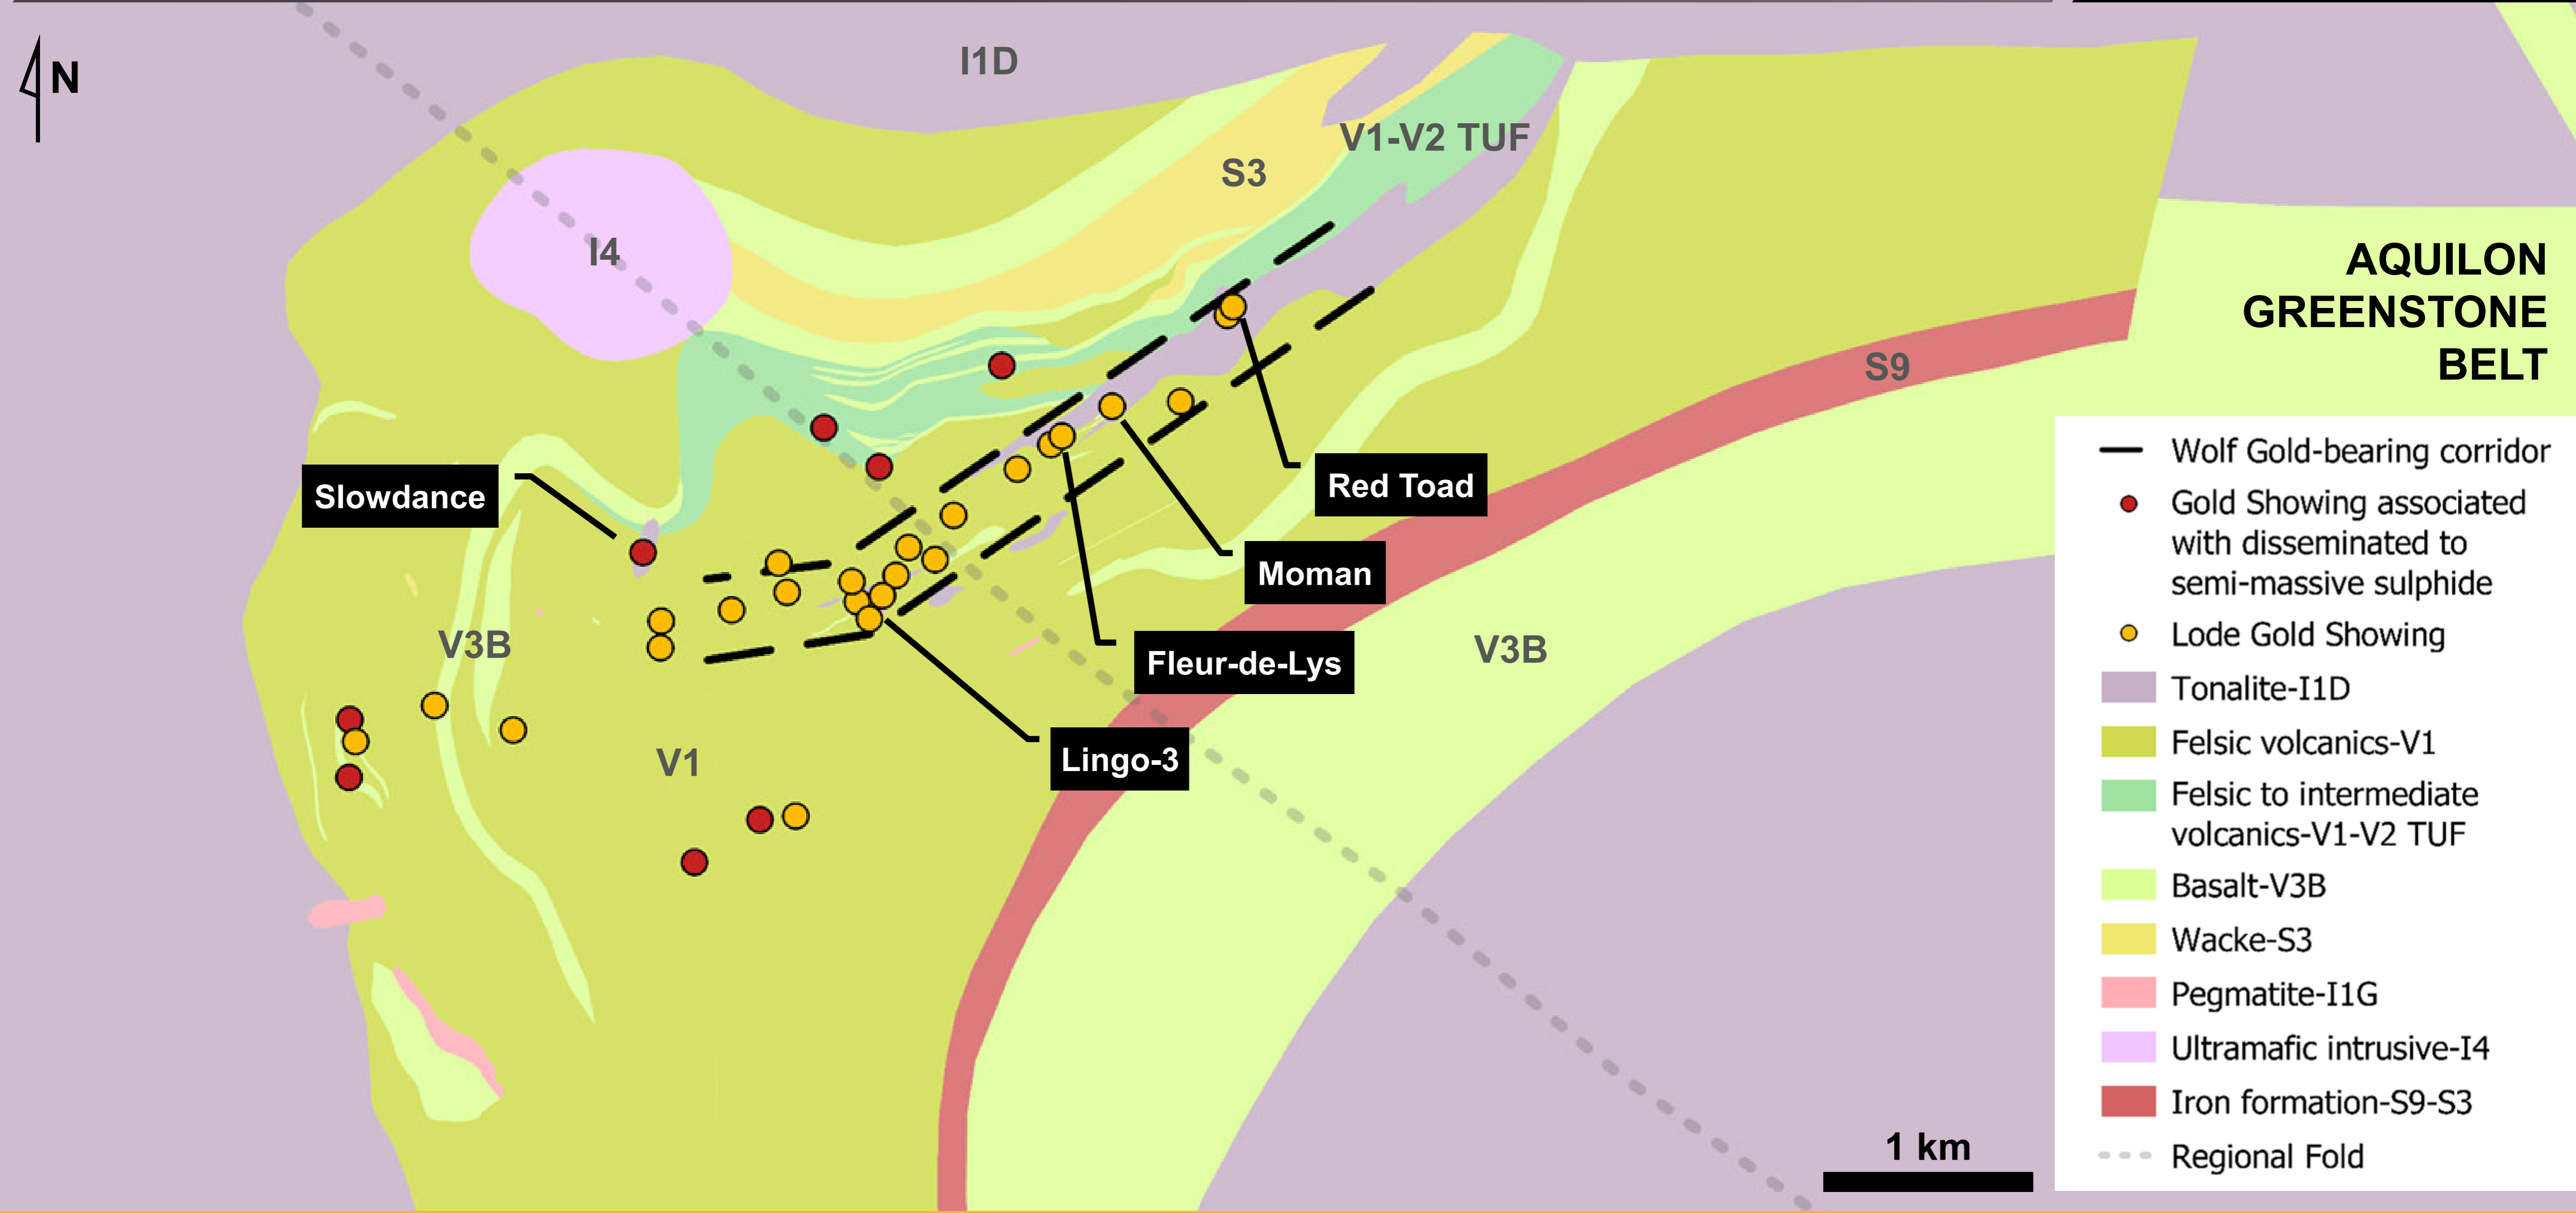 N
I1D
V1-V2 TUF
S3
I4
AQUILON
GREENSTONE
BELT
S9
Slowdance
Red Toad
Moman
V3B
V3B
Fleur-de-Lys
V1
Lingo-3
Wolf Gold-bearing corridor
Gold Showing associated
with disseminated to
semi-massive sulphide
Lode Gold Showing
Tonalite-I1D
Felsic volcanics-V1
Felsic to intermediate
volcanics-V1-V2 TUF
Basalt-V3B
Wacke-S3
Pegmatite-I1G
Ultramafic intrusive-I4
Iron formation-S9-S3
Regional Fold
1 km